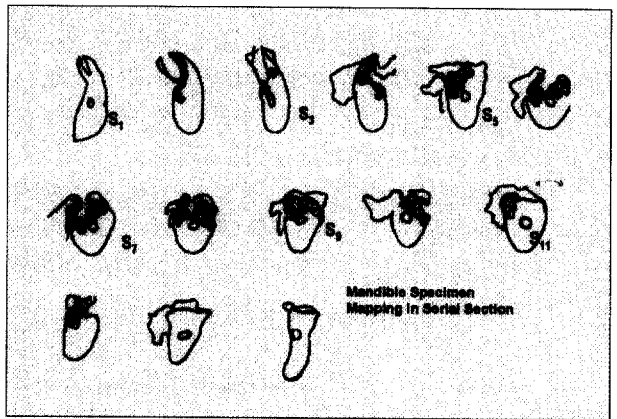 S1
S3
S5
S7
S9
S11
Mandible Specimen
Mapping in Serial Section